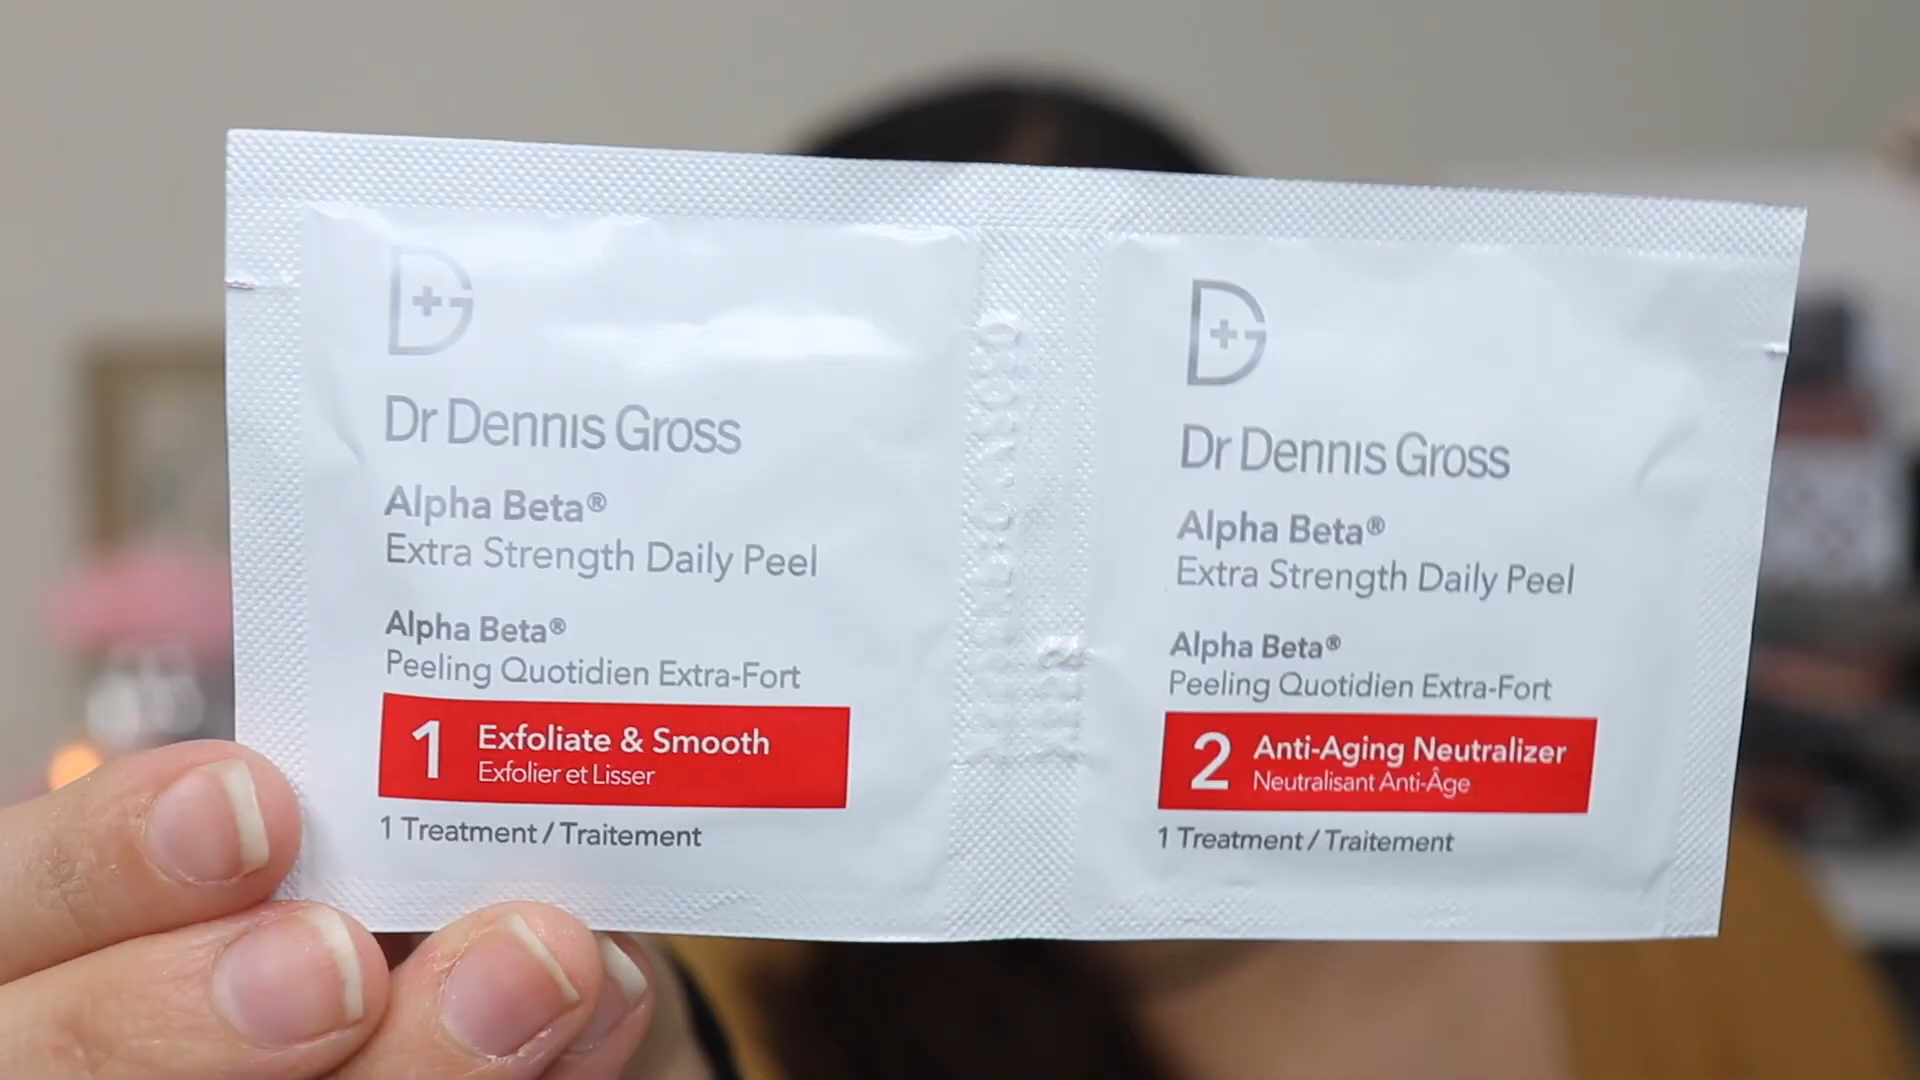 Dr Dennis Gross
Alpha Beta®
Extra Strength Daily Peel
Alpha Beta®
Peeling Quotidien Extra-Fort
1 Exfoliate & Smooth
Exfolier et Lisser
1 Treatment / Traitement
Dr Dennis Gross
Alpha Beta®
Extra Strength Daily Peel
Alpha Beta®
Peeling Quotidien Extra-Fort
2 Anti-Aging Neutralizer
Neutralisant Anti-Âge
1 Treatment / Traitement